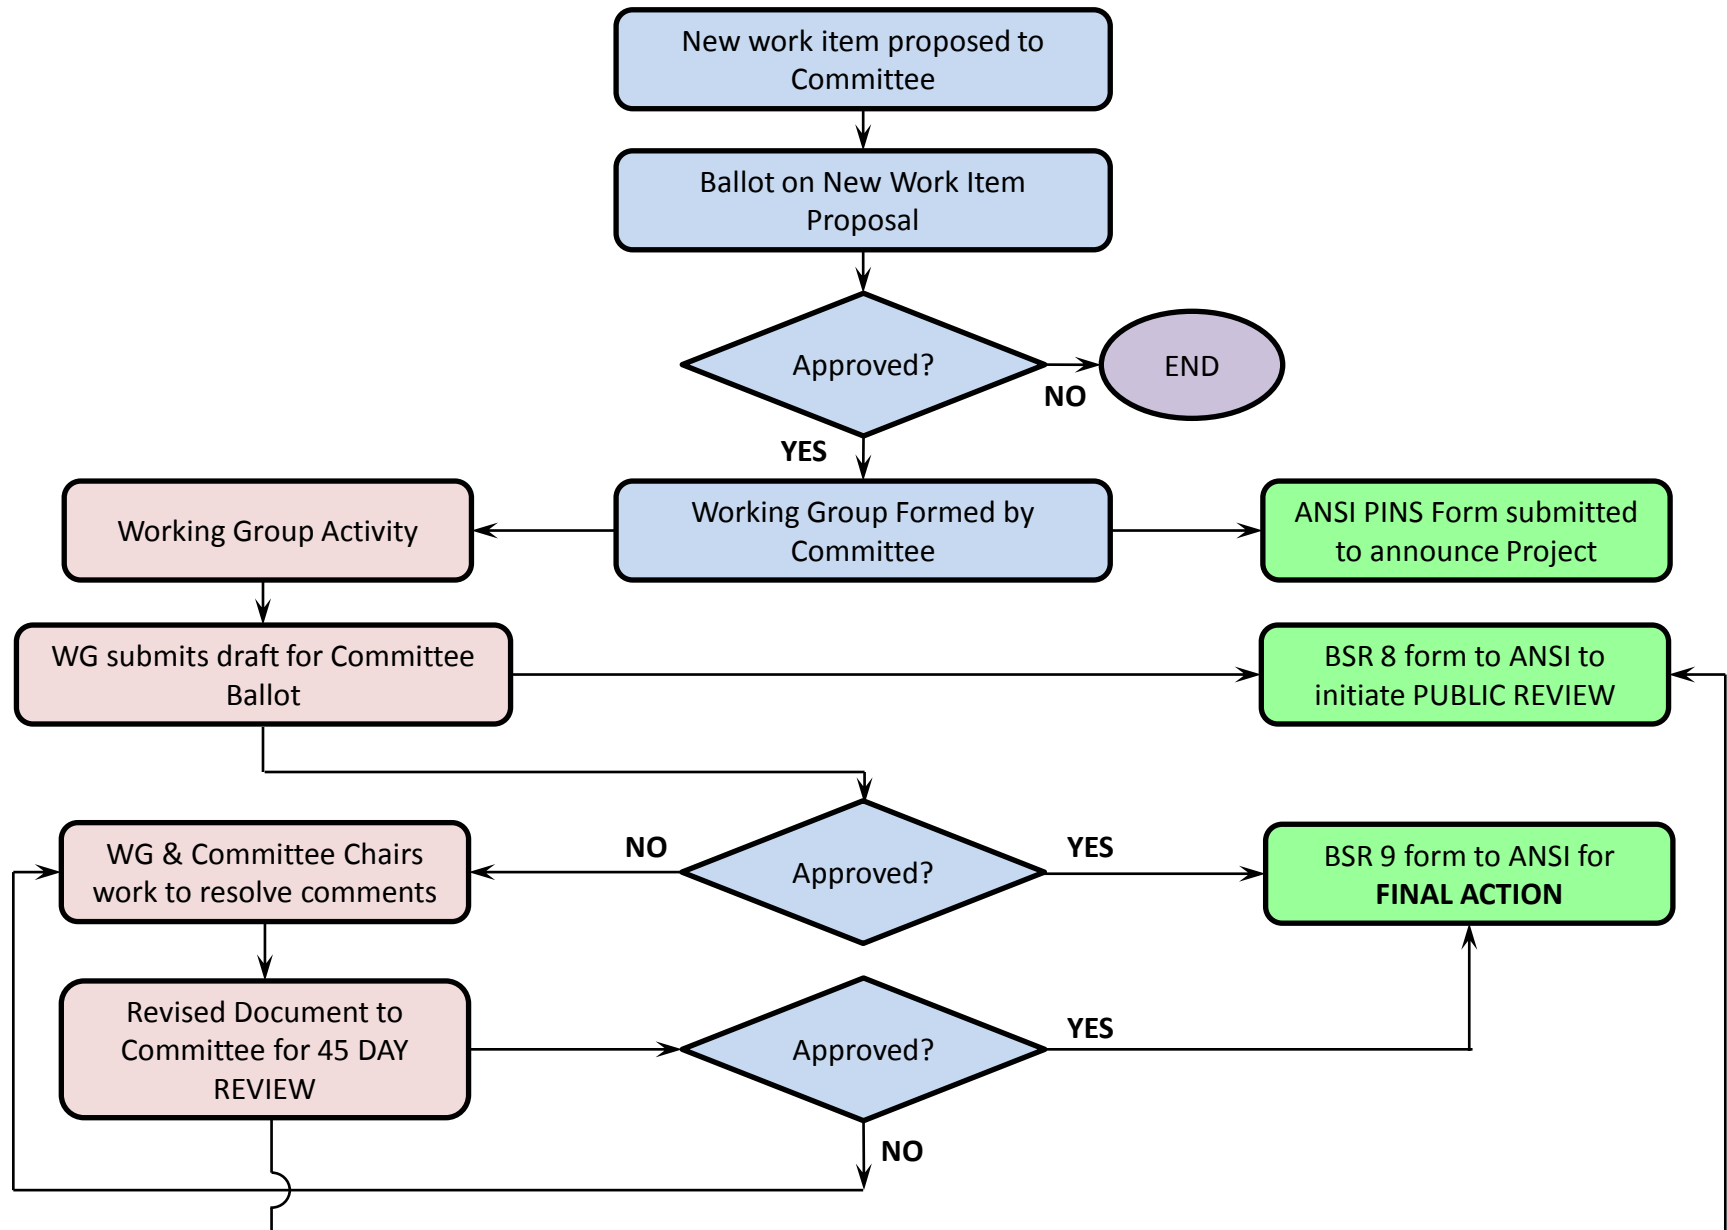 New work item proposed to
Committee
Ballot on New Work Item
Proposal
Approved?
NO
END
YES
Working Group Activity
Working Group Formed by
Committee
ANSI PINS Form submitted
to announce Project
WG submits draft for Committee
Ballot
BSR 8 form to ANSI to
initiate PUBLIC REVIEW
WG & Committee Chairs
work to resolve comments
NO
Approved?
YES
BSR 9 form to ANSI for
FINAL ACTION
Revised Document to
Committee for 45 DAY
REVIEW
Approved?
YES
NO